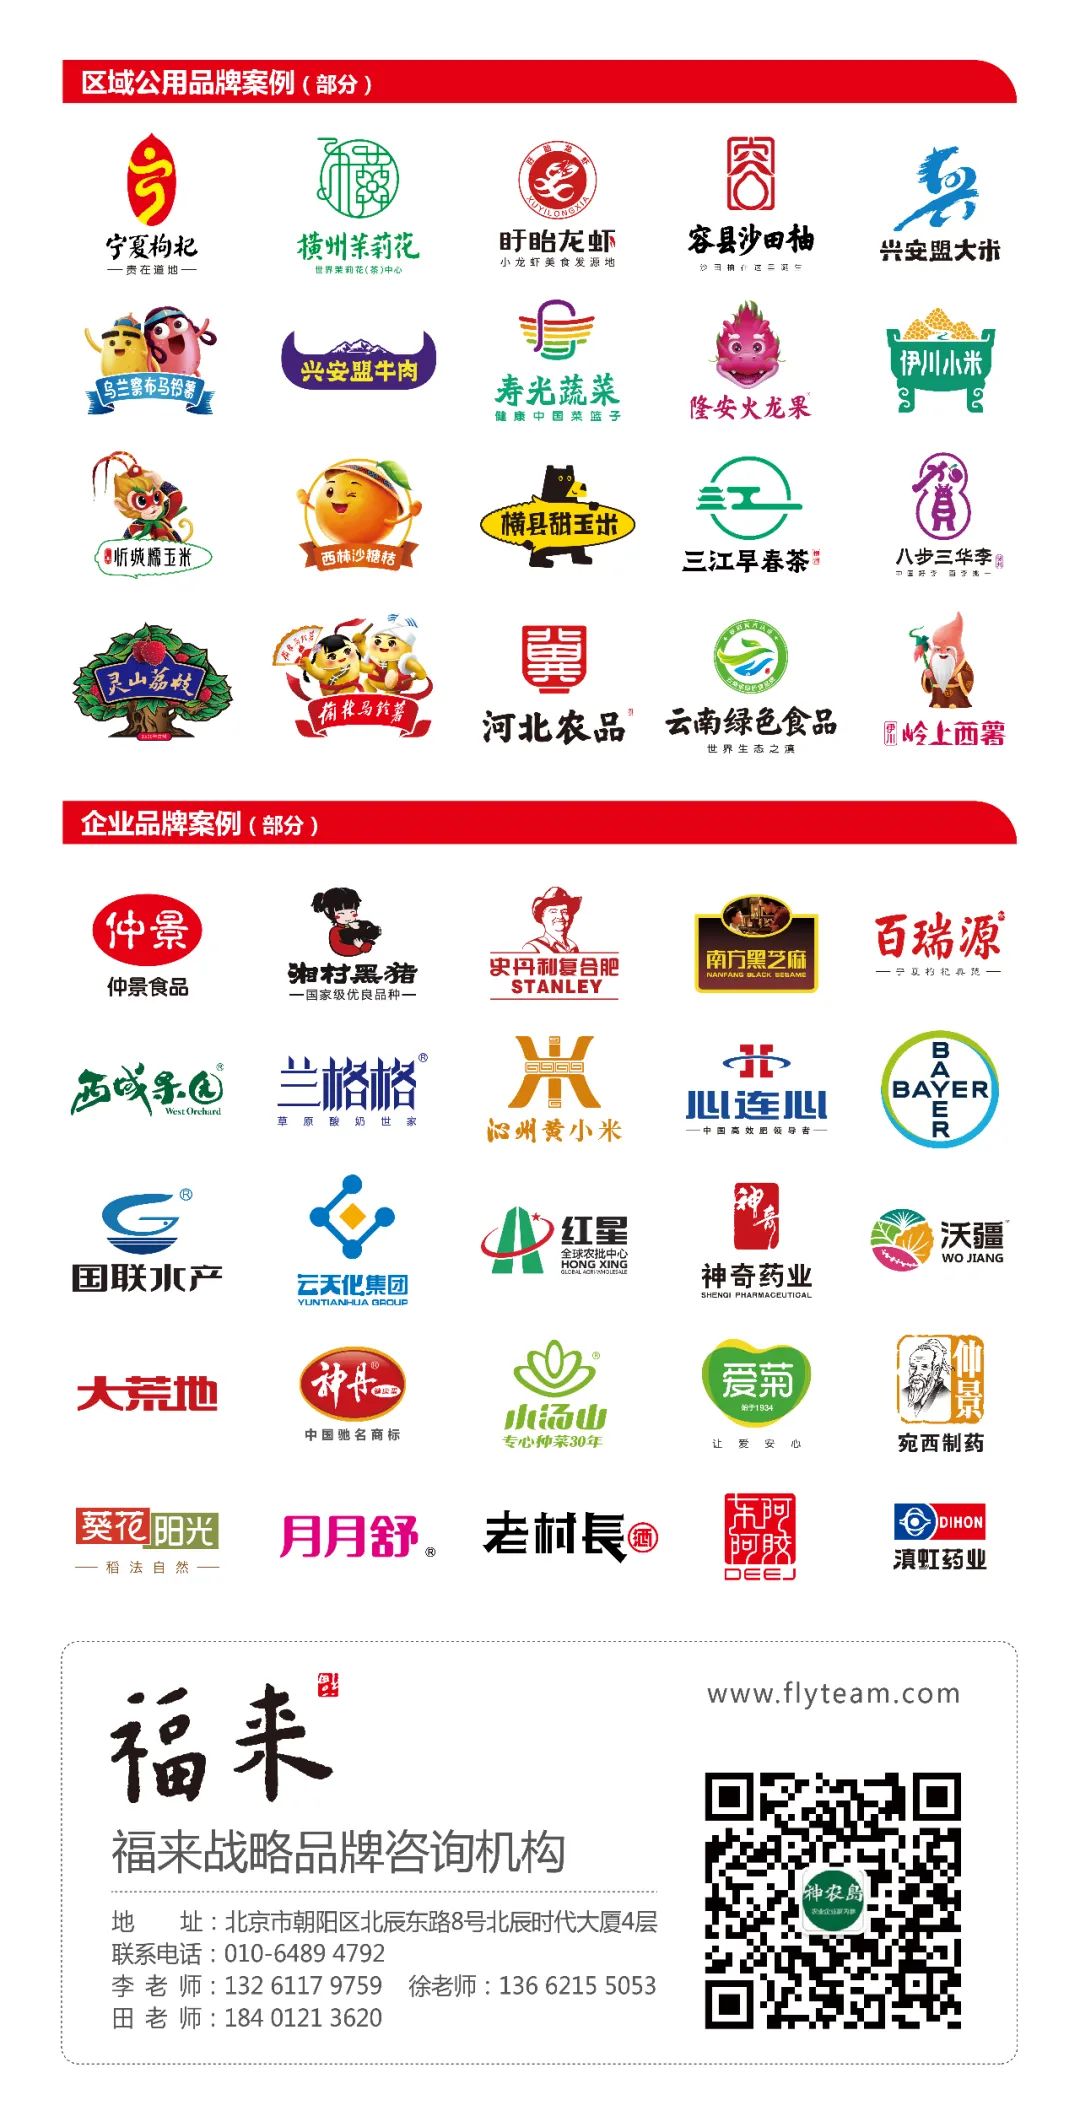 区域公用品牌案例(部分)
宁夏枸杞
贵在道地
横州茉莉花
世界茉莉花(茶)中心
盱眙龙虾
XUYILONGXIA
盱眙龙虾
小龙虾美食发源地
容县沙田柚
沙田柚在这里诞生
兴安盟大米
乌兰察布马铃薯
兴安盟牛肉
寿光蔬菜
健康中国菜篮子
隆安火龙果
伊川小米
忻城糯玉米
西林沙糖桔
横县甜玉米
三江早春茶
八步三华李
灵山荔枝
榆林马铃薯
冀
河北农品
云南绿色食品
世界生态之滇
伊川
岭上西薯
企业品牌案例(部分)
仲景
仲景食品
湘村黑猪
国家级优良品种
史丹利复合肥
STANLEY
南方黑芝麻
NANFANG BLACK SESAME
百瑞源
宁夏枸杞典范
西域果园®
West Orchard
兰格格®
草原酸奶世家
沁州黄小米
心连心
中国高效肥领导者
BAYER
BAYER
®
国联水产
云天化集团
YUNTIANHUA GROUP
红星
全球农批中心
HONG XING
GLOBAL AGRI-WHOLESALE
神奇
神奇药业
SHENQI PHARMACEUTICAL
沃疆
WO JIANG
大荒地
神丹®
中国驰名商标
®
小汤山
专心种菜30年
爱菊
始于1934
让爱安心
仲景
宛西制药
葵花阳光
稻法自然
月月舒®
老村長酒
东阿阿胶
DEEJ
DIHON
滇虹药业
福来
www.flyteam.com
福来战略品牌咨询机构
神农岛
地 址：北京市朝阳区北辰东路8号北辰时代大厦4层
联系电话：010-6489 4792
李 老 师：132 6117 9759 徐老师：136 6215 5053
田 老 师：184 0121 3620